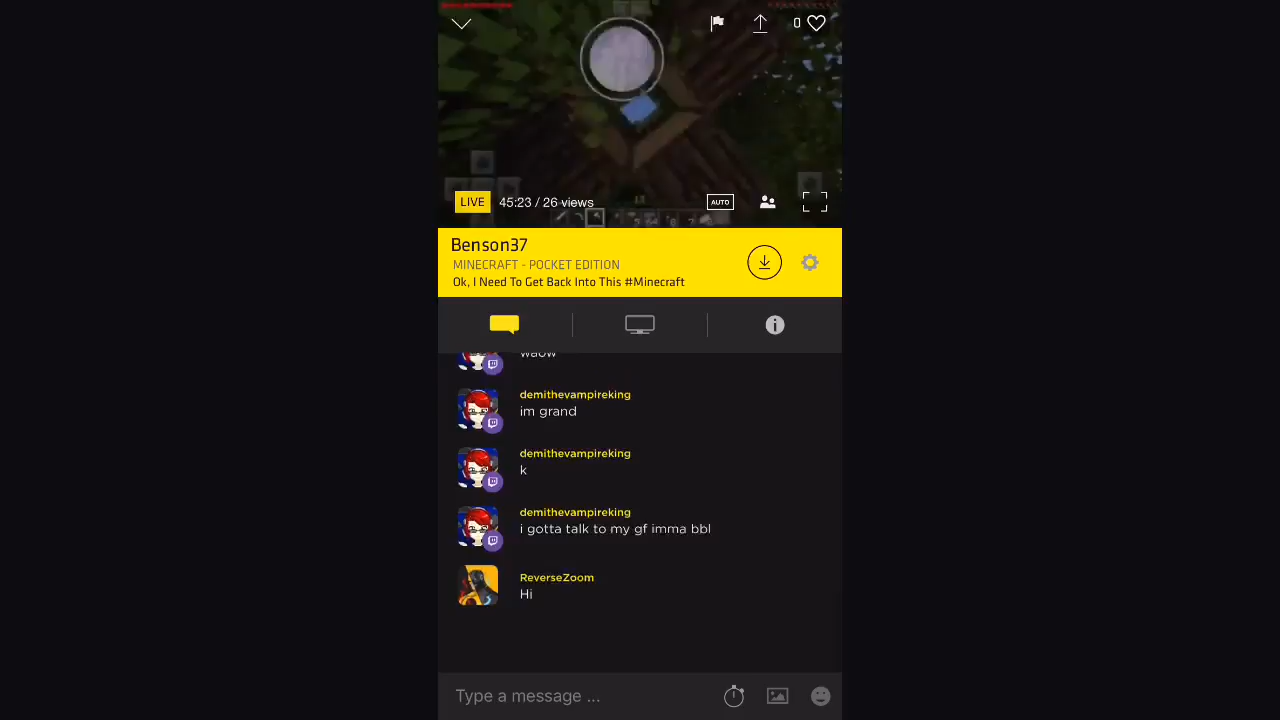 0
LIVE 45:23 / 26 views AUTO
Benson37
MINECRAFT - POCKET EDITION
Ok, I Need To Get Back Into This #Minecraft
waow
demithevampireking
im grand
demithevampireking
k
demithevampireking
i gotta talk to my gf imma bbl
ReverseZoom
Hi
Type a message ...